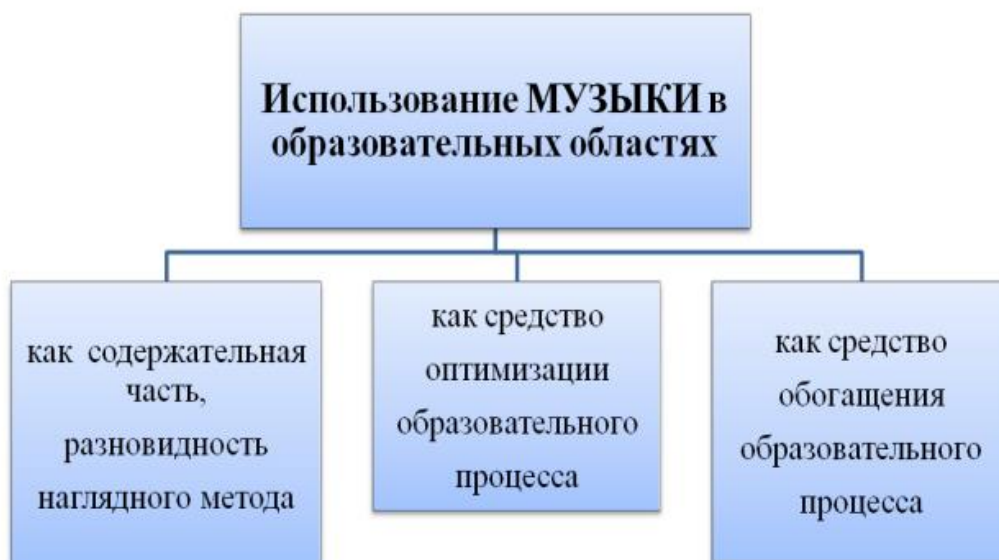 Использование МУЗЫКИ в
образовательных областях
как содержательная
часть,
разновидность
наглядного метода
как средство
оптимизации
образовательного
процесса
как средство
обогащения
образовательного
процесса